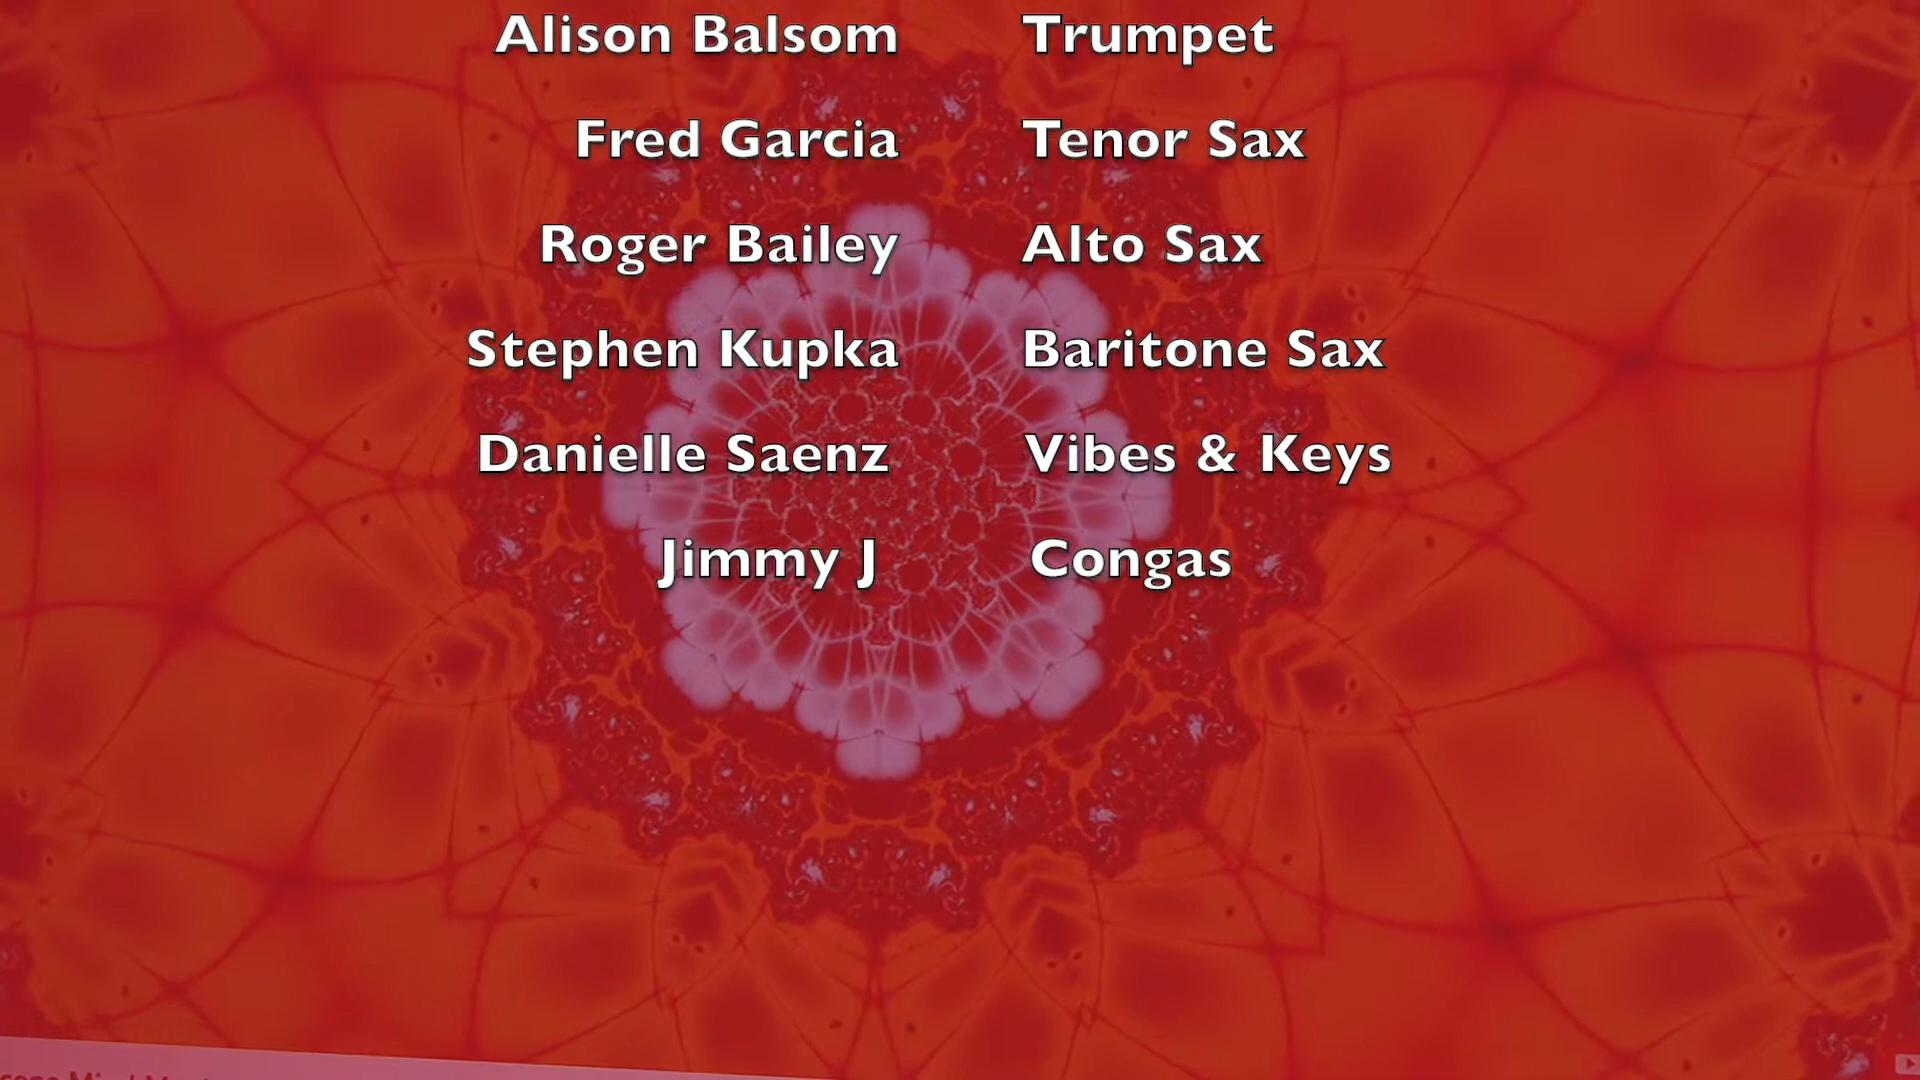 Alison Balsom Trumpet
Fred Garcia Tenor Sax
Roger Bailey Alto Sax
Stephen Kupka Baritone Sax
Danielle Saenz Vibes & Keys
Jimmy J Congas